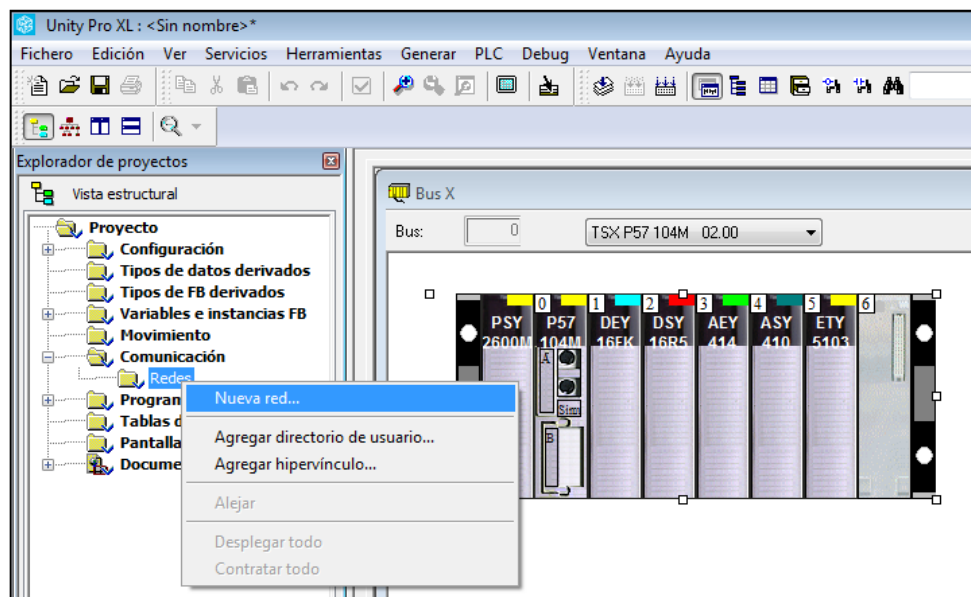 Unity Pro XL : <Sin nombre>*
Fichero Edición Ver Servicios Herramientas Generar PLC Debug Ventana Ayuda
Explorador de proyectos
Vista estructural
Proyecto
Configuración
Tipos de datos derivados
Tipos de FB derivados
Variables e instancias FB
Movimiento
Comunicación
Redes
Program
Tablas d
Pantalla
Docume
Nueva red...
Agregar directorio de usuario...
Agregar hipervínculo...
Alejar
Desplegar todo
Contratar todo
Bus X
Bus: 0 TSX P57 104M 02.00
0 1 2 3 4 5 6
PSY P57 DEY DSY AEY ASY ETY
2600M 104M 16FK 16R5 414 410 5103
A
B